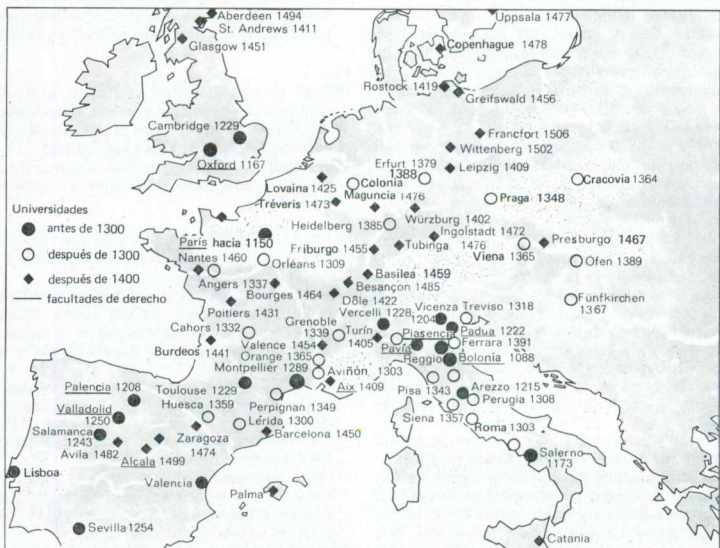 Aberdeen 1494
St. Andrews 1411
Glasgow 1451
Uppsala 1477
Copenhague 1478
Rostock 1419
Greifswald 1456
Cambridge 1229
Oxford 1167
Francfort 1506
Wittenberg 1502
Leipzig 1409
Erfurt 1379
1388
Colonia
Lovaina 1425
Tréveris 1473
Maguncia 1476
Cracovia 1364
Praga 1348
Würzburg 1402
Heidelberg 1385
Ingolstadt 1472
Friburgo 1455
Tubinga 1476
Viena
1365
Presburgo 1467
Ofen 1389
Fünfkirchen
1367
Universidades
antes de 1300
después de 1300
después de 1400
facultades de derecho
París hacia 1150
Nantes 1460
Orléans 1309
Angers 1337
Bourges 1464
Poitiers 1431
Basilea 1459
Besançon 1485
Dôle 1422
Vercelli 1228
Vicenza
1204
Treviso 1318
Cahors 1332
Grenoble
1339
Turín
1405
Piasencia
Padua 1222
Burdeos
1441
Valence 1454
Orange 1365
Pavía
Ferrara 1391
Reggio
Bolonia 1088
Montpellier 1289
Aviñón 1303
Aix 1409
Palencia 1208
Toulouse 1229
Pisa 1343
Arezzo 1215
Valladolid
1250
Huesca 1359
Perpignan 1349
Perugia 1308
Siena 1357
Salamanca
1243
Lérida 1300
Roma 1303
Avila 1482
Zaragoza
1474
Barcelona 1450
Alcala 1499
Salerno
1173
Lisboa
Valencia
Palma
Sevilla 1254
Catania